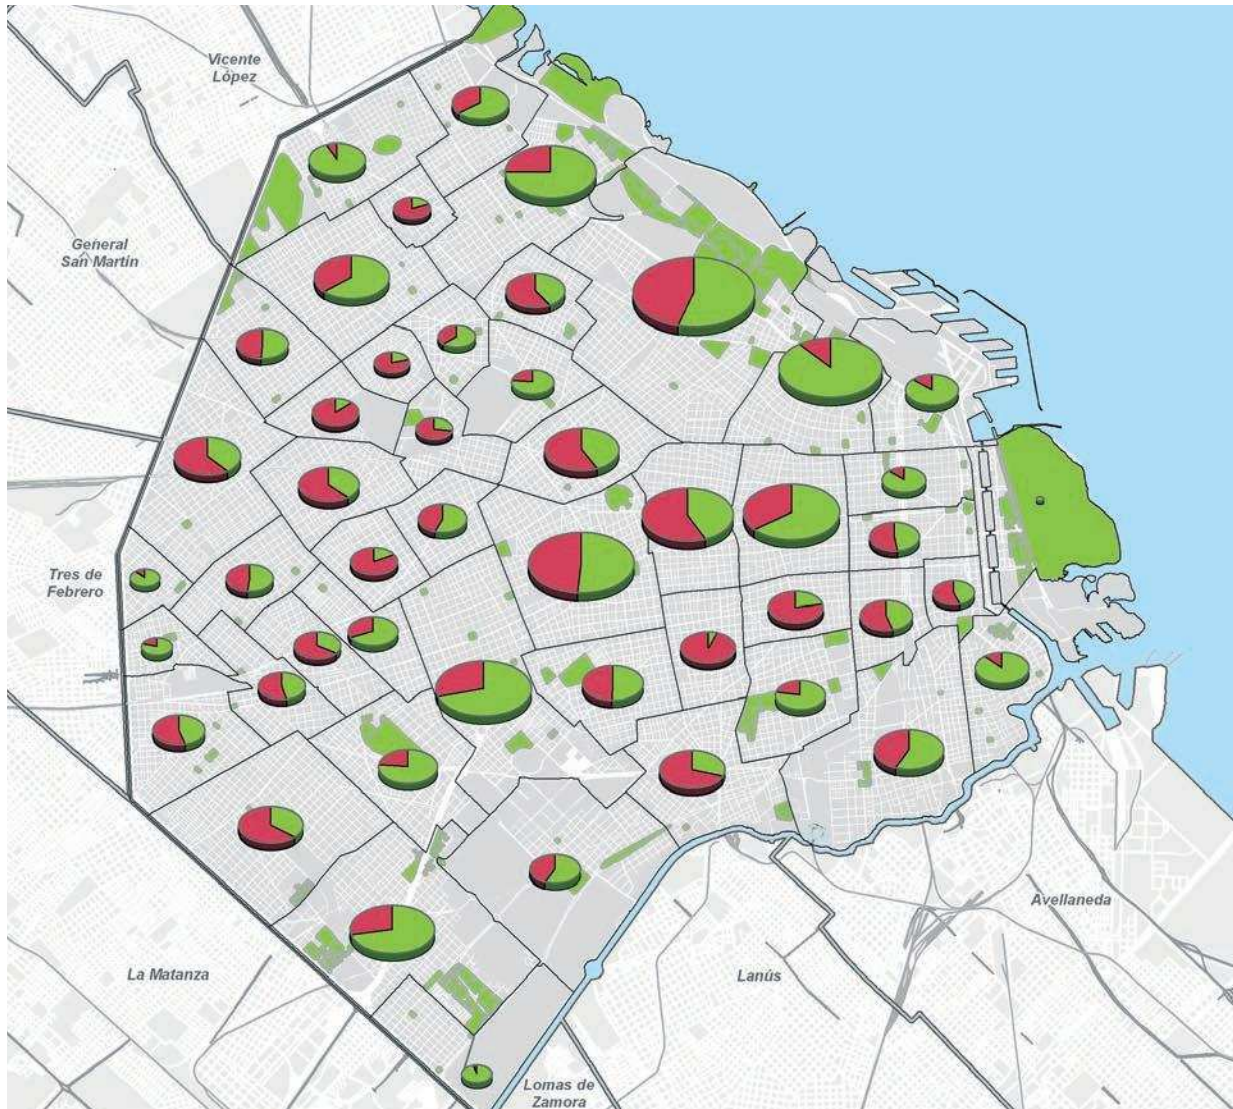 Vicente
López
General
San Martín
Tres de
Febrero
Avellaneda
La Matanza
Lanús
Lomas de
Zamora